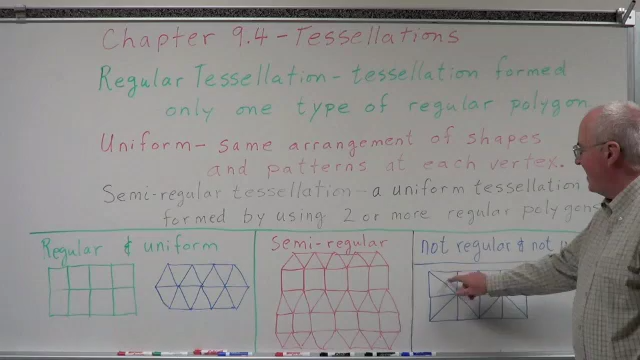 Chapter 9.4 - Tessellations
Regular Tessellation - tessellation formed
only one type of regular polygon
Uniform - same arrangement of shapes
and patterns at each vertex.
Semi-regular tessellation - a uniform tessellation
formed by using 2 or more regular polygons
Regular & uniform
Semi-regular
not regular & not u